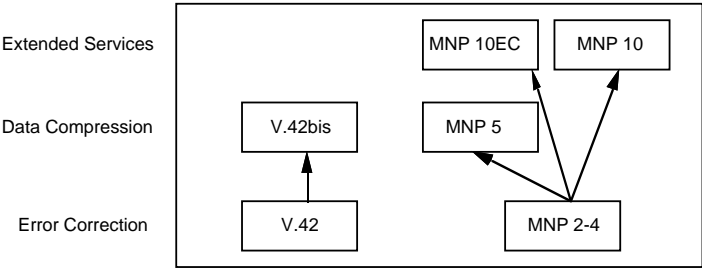 Extended Services
MNP 10EC
MNP 10
Data Compression
V.42bis
MNP 5
Error Correction
V.42
MNP 2-4